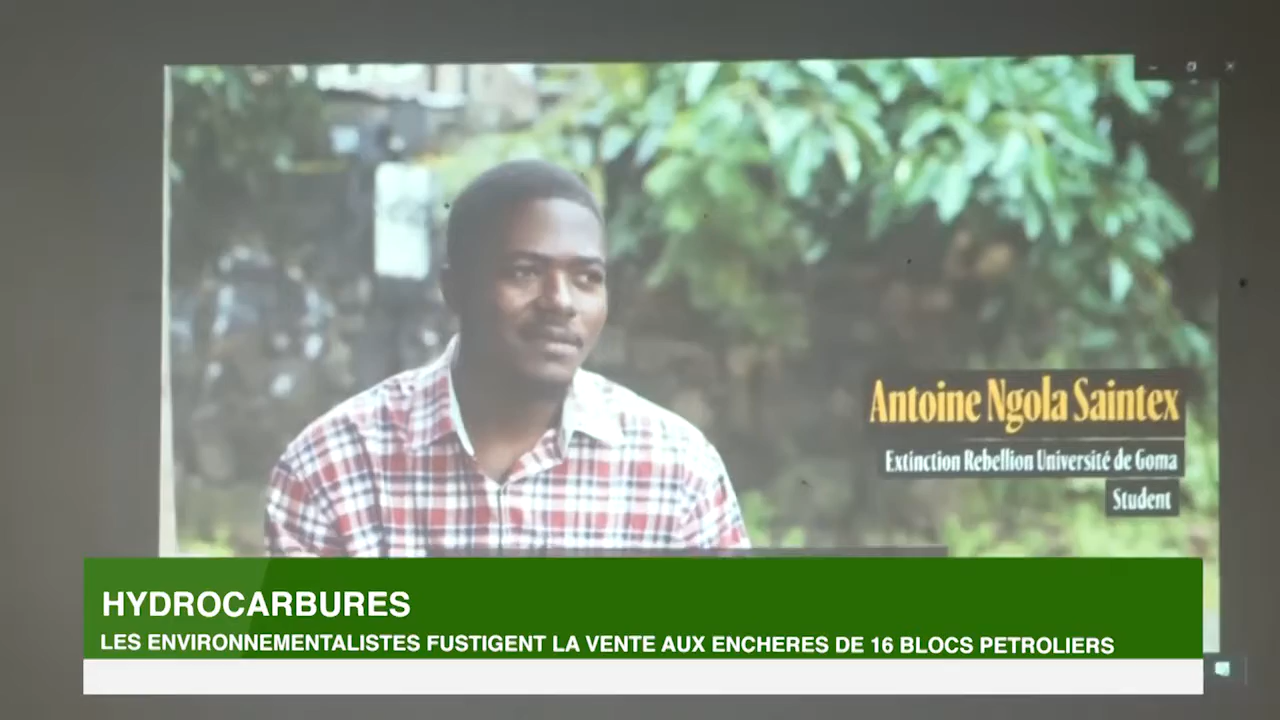 Antoine Ngola Saintex
Extinction Rebellion Université de Goma
Student
HYDROCARBURES
LES ENVIRONNEMENTALISTES FUSTIGENT LA VENTE AUX ENCHERES DE 16 BLOCS PETROLIERS